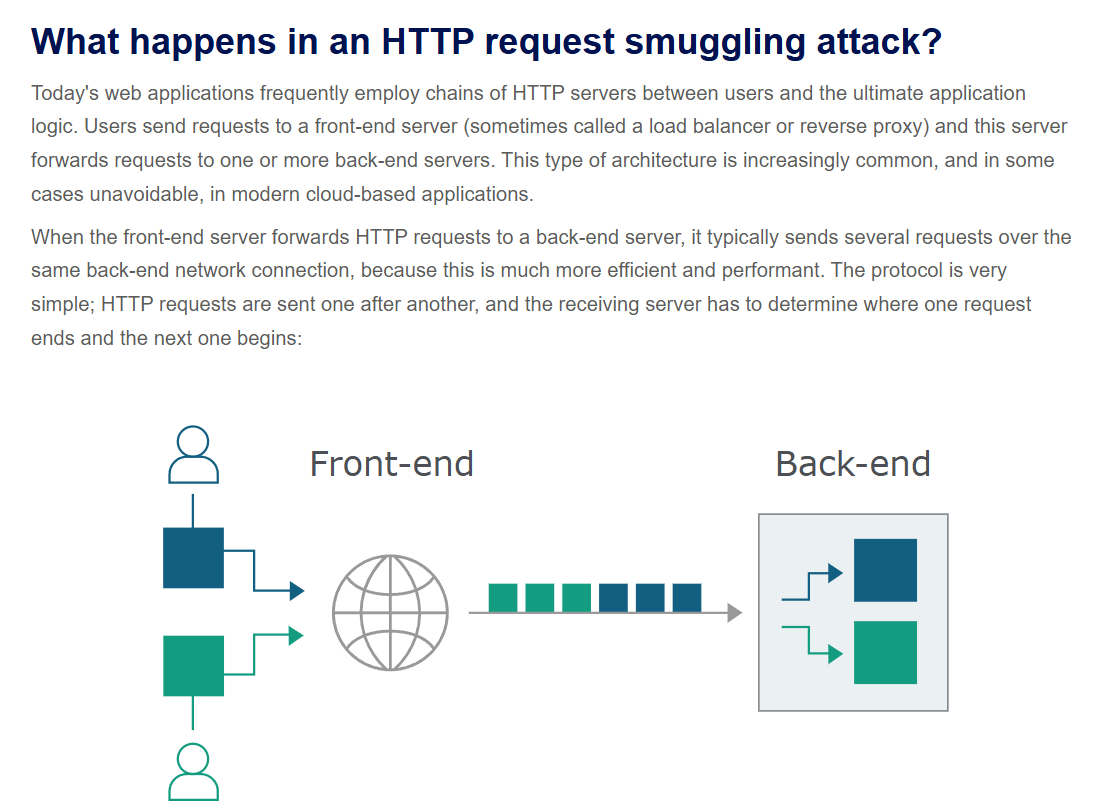 What happens in an HTTP request smuggling attack?
Today's web applications frequently employ chains of HTTP servers between users and the ultimate application
logic. Users send requests to a front-end server (sometimes called a load balancer or reverse proxy) and this server
forwards requests to one or more back-end servers. This type of architecture is increasingly common, and in some
cases unavoidable, in modern cloud-based applications.
When the front-end server forwards HTTP requests to a back-end server, it typically sends several requests over the
same back-end network connection, because this is much more efficient and performant. The protocol is very
simple; HTTP requests are sent one after another, and the receiving server has to determine where one request
ends and the next one begins:
Front-end
Back-end